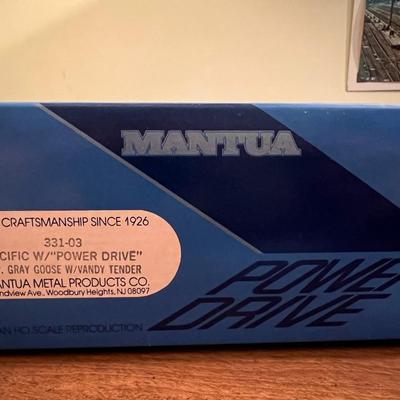 MANTUA
CRAFTSMANSHIP SINCE 1926
331-03
CIFIC W/"POWER DRIVE"
. GRAY GOOSE W/VANDY TENDER
ANTUA METAL PRODUCTS CO.
ndview Ave., Woodbury Heights, NJ 08097
POWER
DRIVE
AN HO SCALE REPRODUCTION